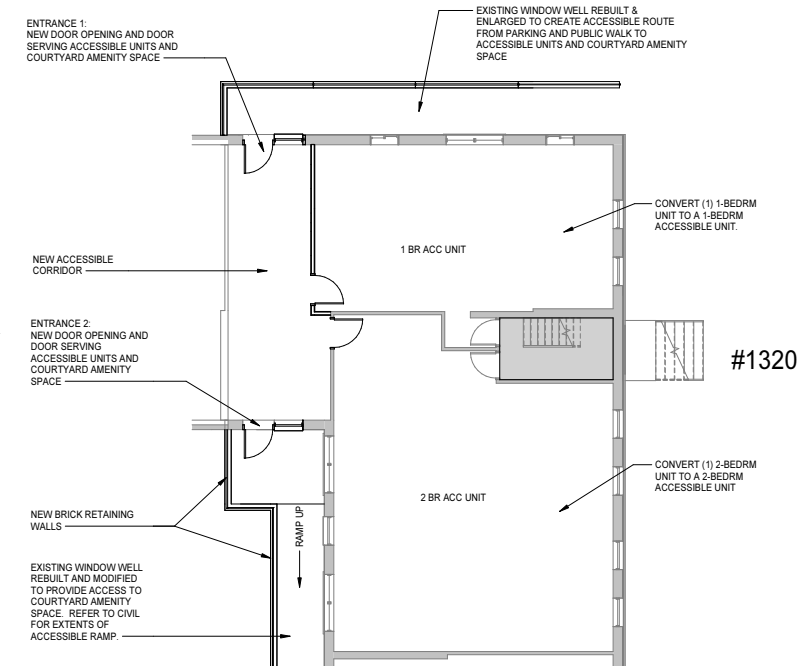 ENTRANCE 1:
NEW DOOR OPENING AND DOOR
SERVING ACCESSIBLE UNITS AND
COURTYARD AMENITY SPACE
EXISTING WINDOW WELL REBUILT &
ENLARGED TO CREATE ACCESSIBLE ROUTE
FROM PARKING AND PUBLIC WALK TO
ACCESSIBLE UNITS AND COURTYARD AMENITY
SPACE
CONVERT (1) 1-BEDRM
UNIT TO A 1-BEDRM
ACCESSIBLE UNIT.
1 BR ACC UNIT
NEW ACCESSIBLE
CORRIDOR
ENTRANCE 2:
NEW DOOR OPENING AND
DOOR SERVING
ACCESSIBLE UNITS AND
COURTYARD AMENITY
SPACE
#1320
CONVERT (1) 2-BEDRM
UNIT TO A 2-BEDRM
ACCESSIBLE UNIT
2 BR ACC UNIT
NEW BRICK RETAINING
WALLS
RAMP UP
EXISTING WINDOW WELL
REBUILT AND MODIFIED
TO PROVIDE ACCESS TO
COURTYARD AMENITY
SPACE.  REFER TO CIVIL
FOR EXTENTS OF
ACCESSIBLE RAMP.